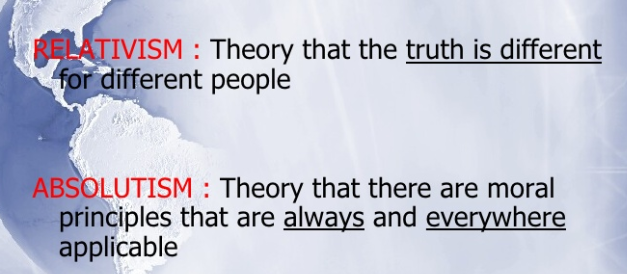 RELATIVISM : Theory that the truth is different
for different people
ABSOLUTISM : Theory that there are moral
principles that are always and everywhere
applicable